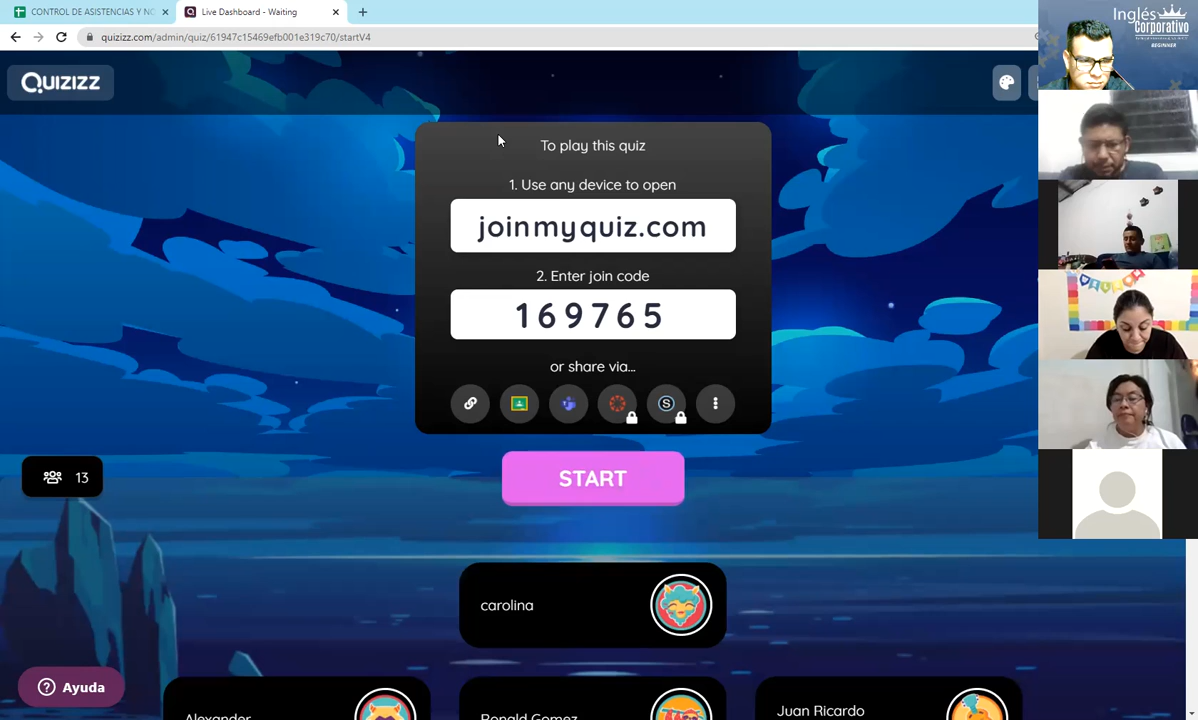 CONTROL DE ASISTENCIAS Y NO
Live Dashboard - Waiting
quizizz.com/admin/quiz/61947c15469efb001e319c70/startV4
Inglés
Corporativo
BEGINNER
QUIZIZZ
To play this quiz
1. Use any device to open
joinmyquiz.com
2. Enter join code
169765
or share via...
13
START
carolina
Ayuda
Alexander
Ronald Gomez
Juan Ricardo